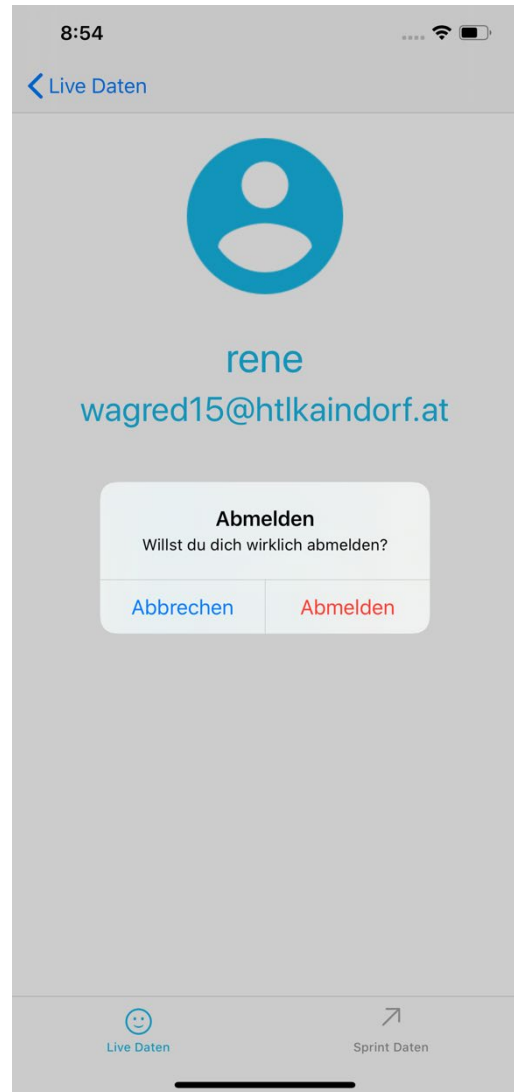 8:54
Live Daten
rene
wagred15@htlkaindorf.at
Abmelden
Willst du dich wirklich abmelden?
Abbrechen Abmelden
Live Daten Sprint Daten